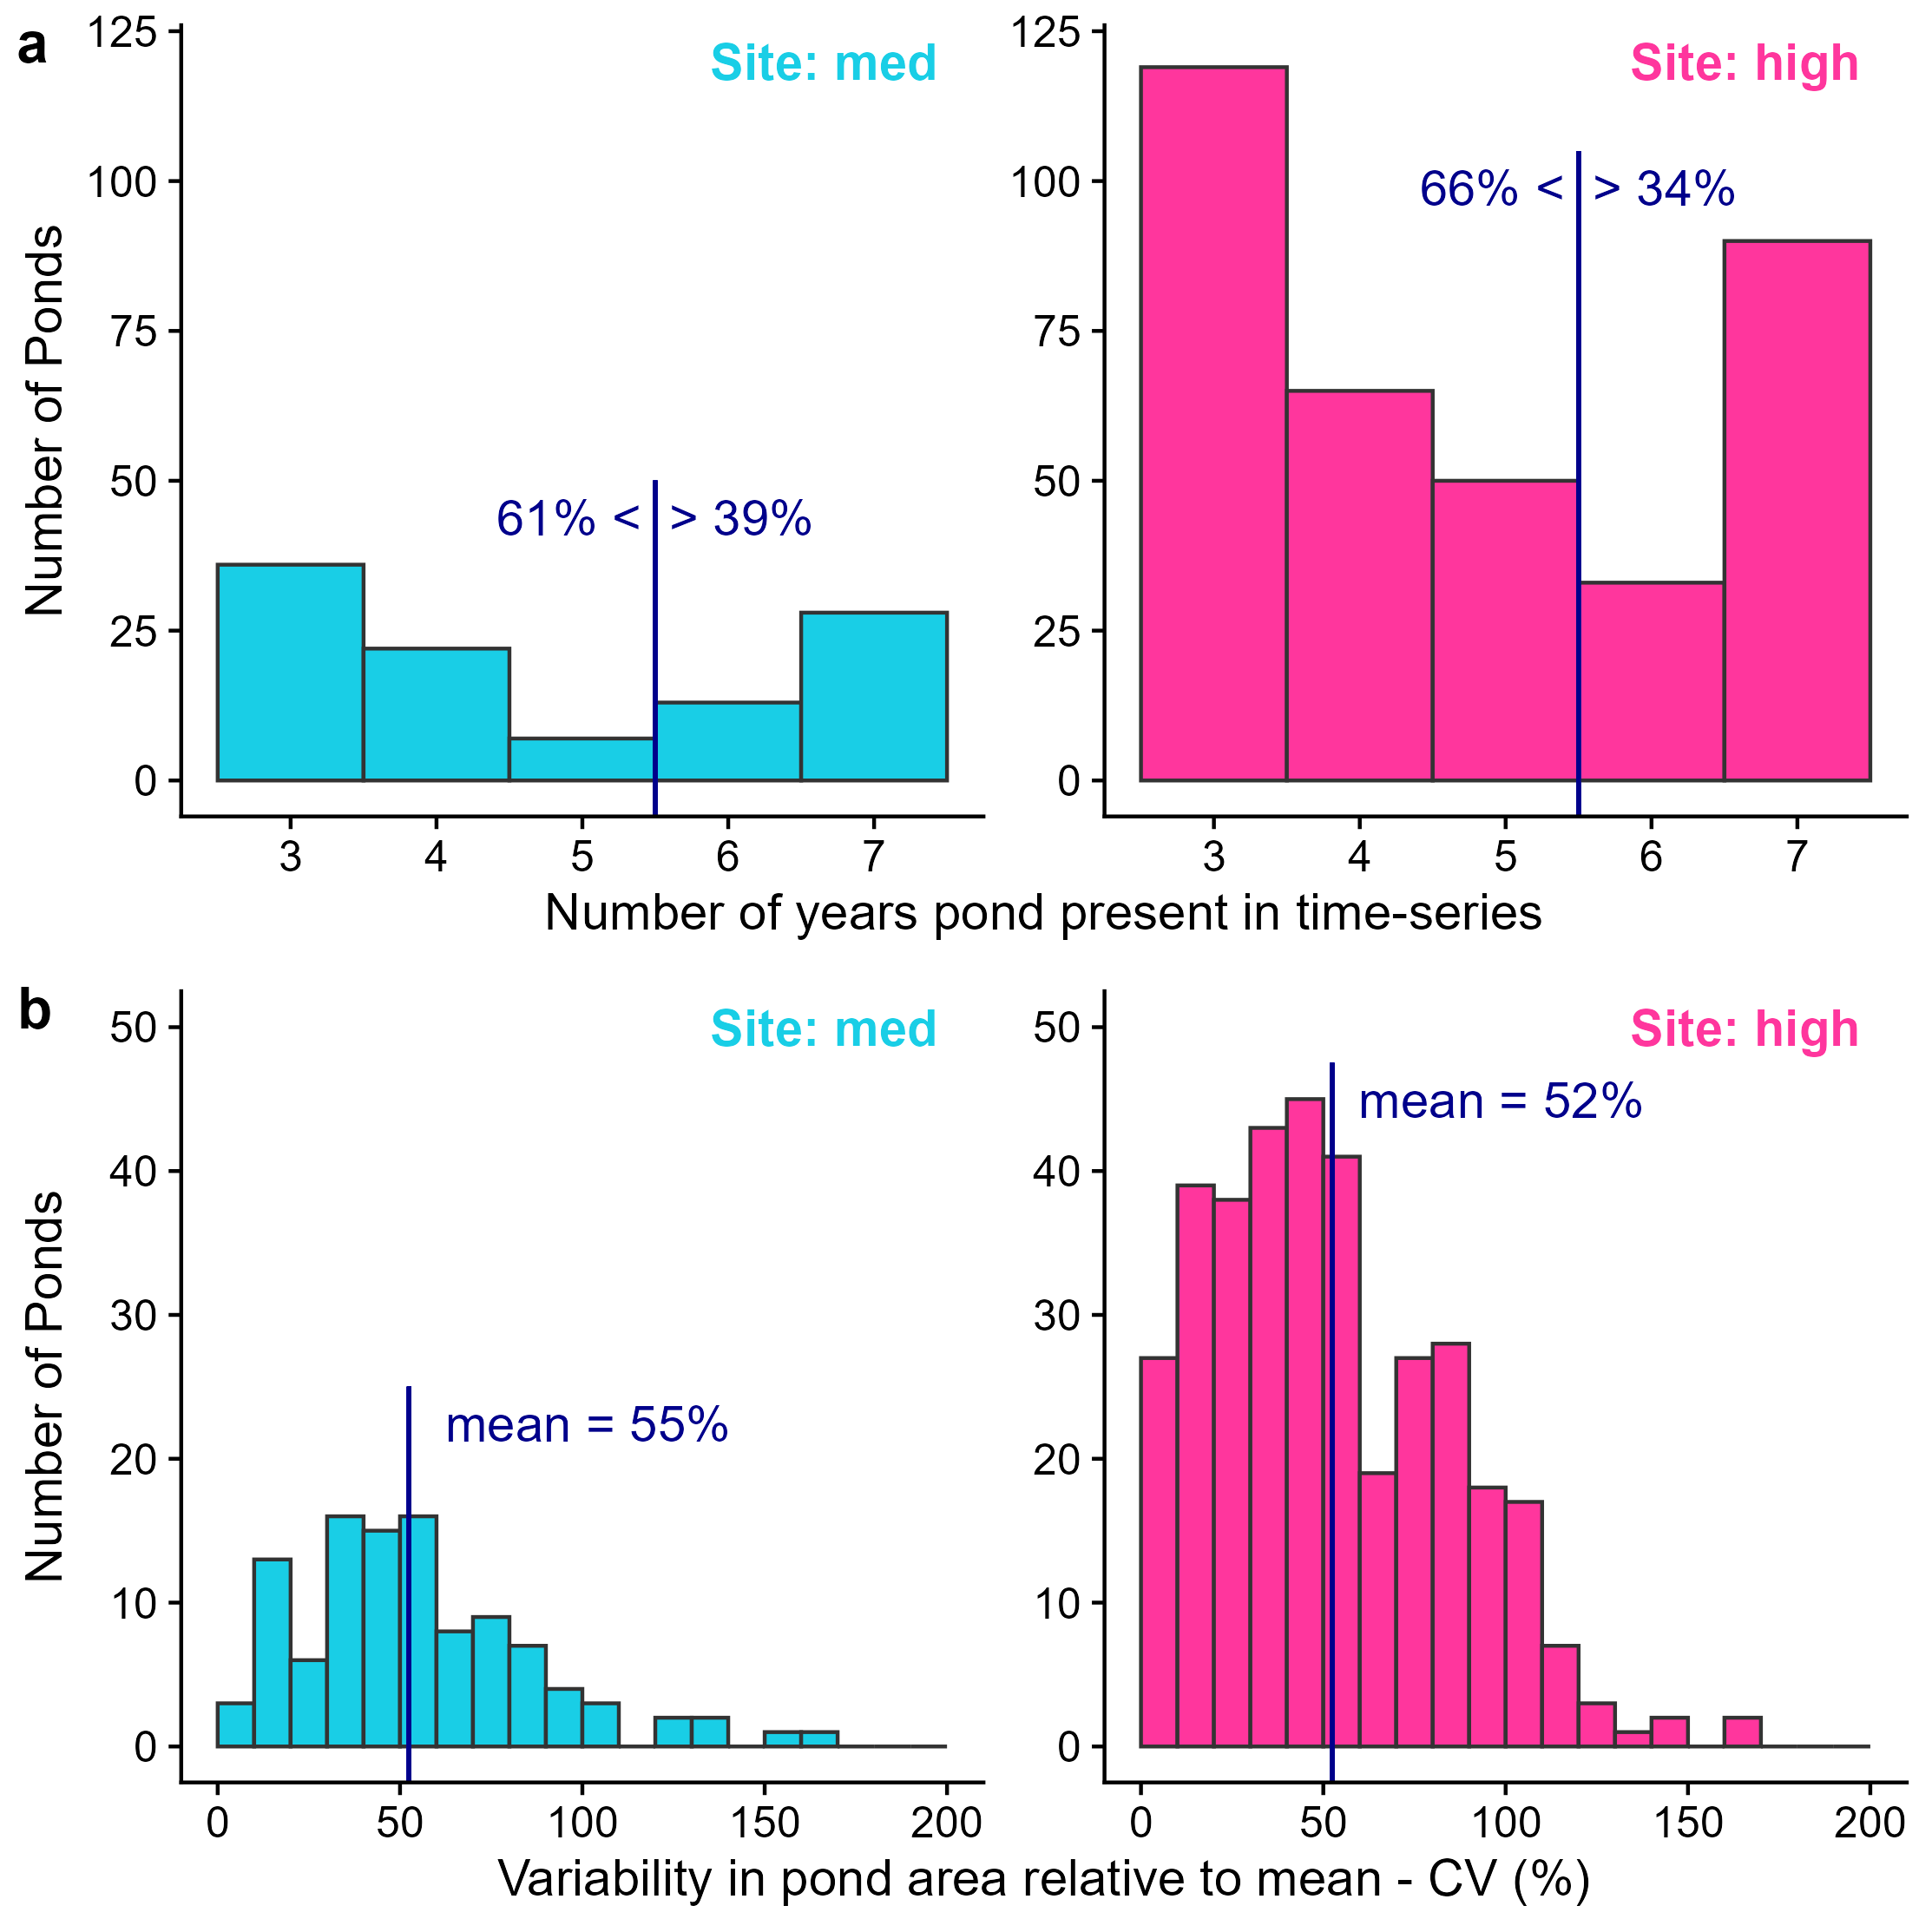 a
Number of Ponds
125
100
75
50
25
0
Site: med
61% < > 39%
3 4 5 6 7
125
100
75
50
25
0
Site: high
66% < > 34%
3 4 5 6 7
Number of years pond present in time-series
b
Number of Ponds
50
40
30
20
10
0
Site: med
mean = 55%
0 50 100 150 200
50
40
30
20
10
0
Site: high
mean = 52%
0 50 100 150 200
Variability in pond area relative to mean - CV (%)